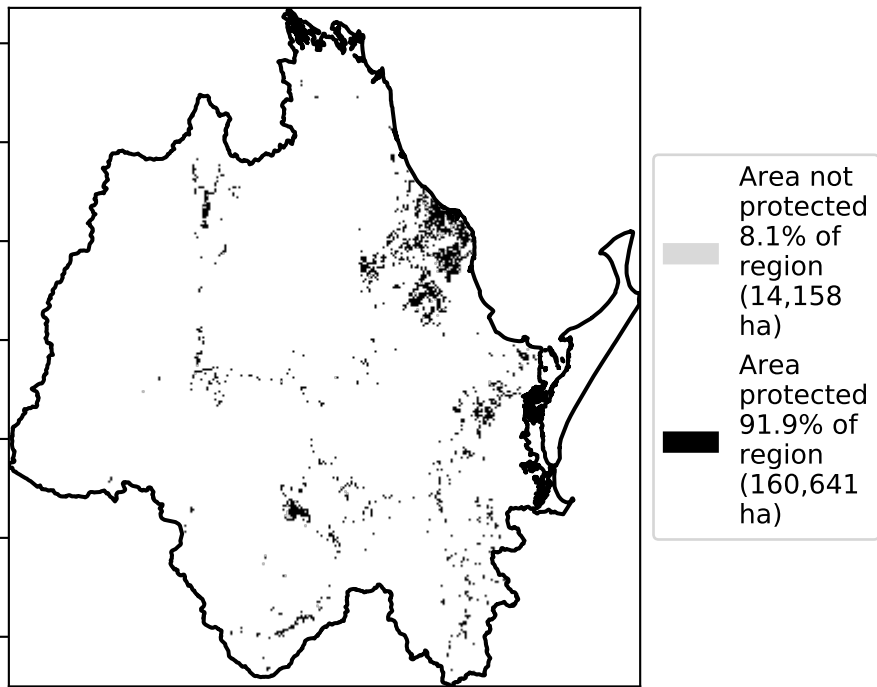 Area not
protected
8.1% of
region
(14,158
ha)
Area
protected
91.9% of
region
(160,641
ha)